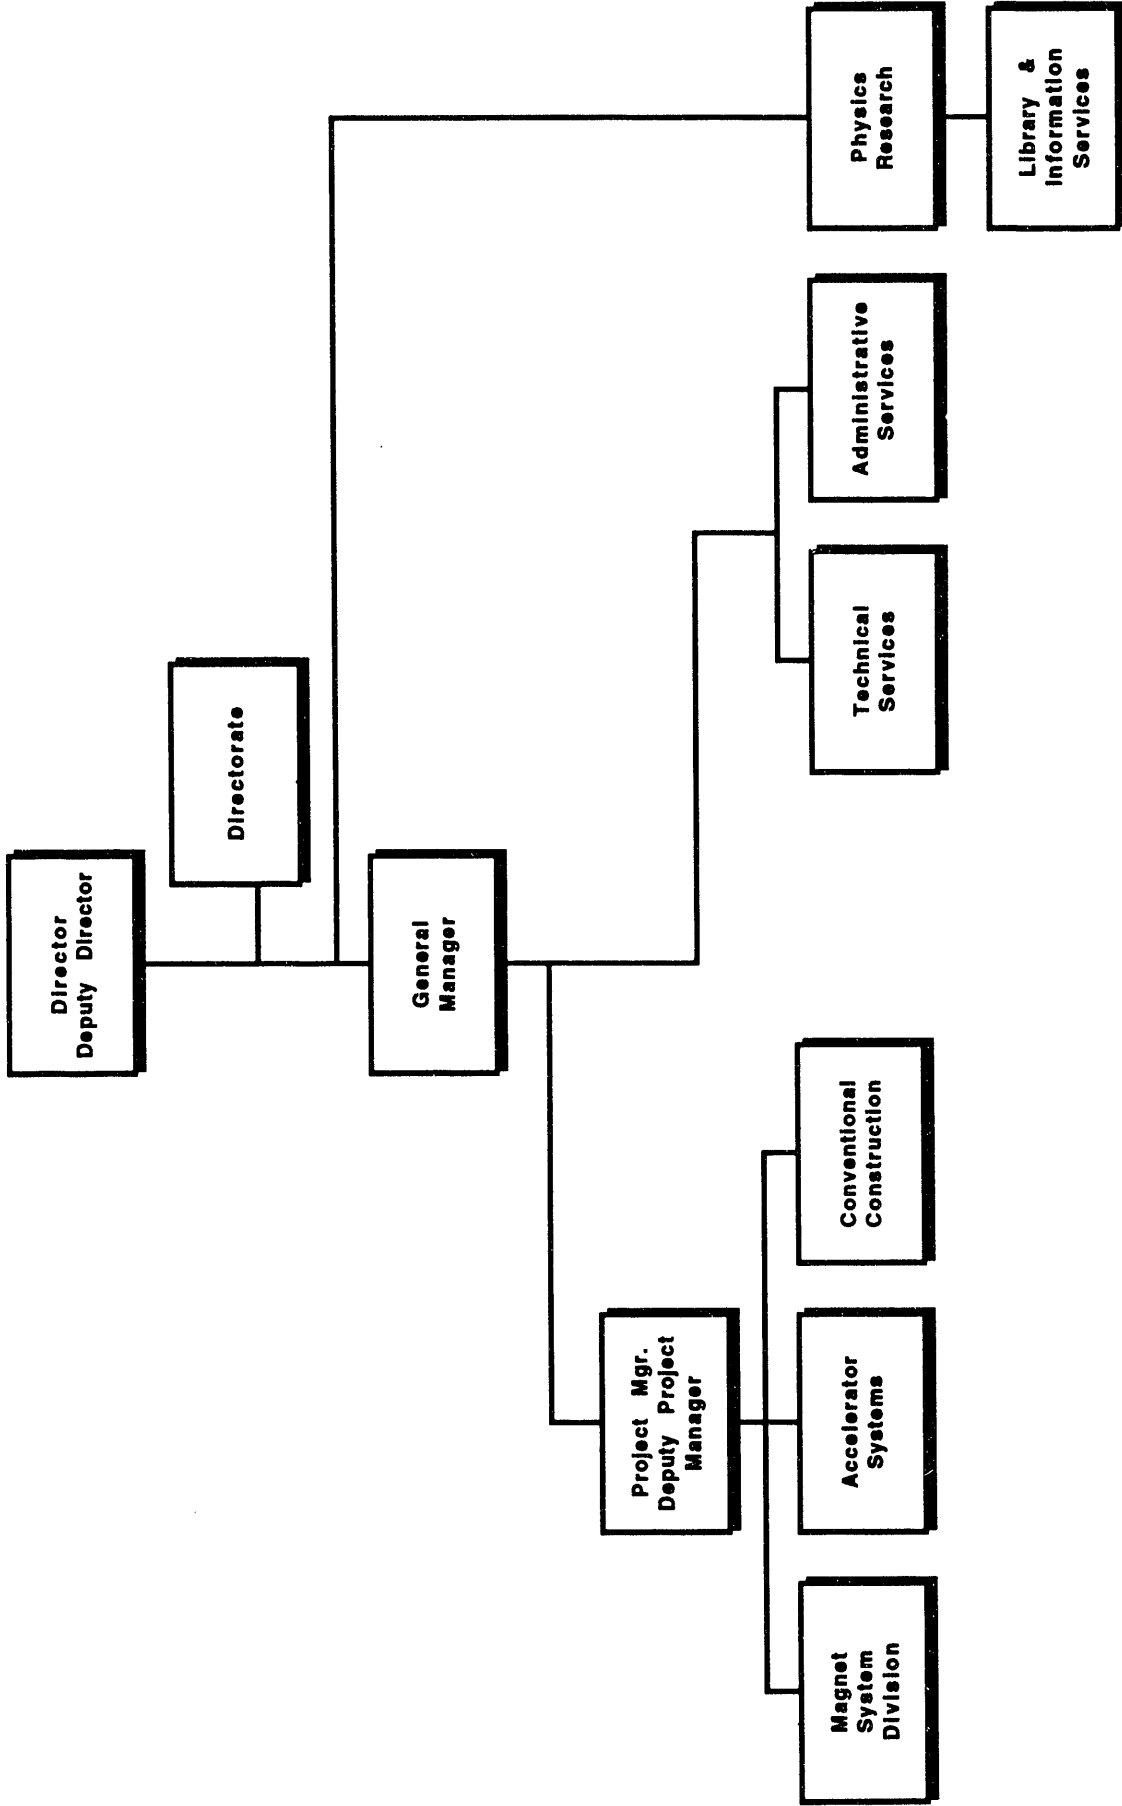 Director
Deputy Director
Directorate
General
Manager
Project Mgr.
Deputy Project
Manager
Magnet
System
Division
Accelerator
Systems
Conventional
Construction
Technical
Services
Administrative
Services
Physics
Research
Library &
Information
Services